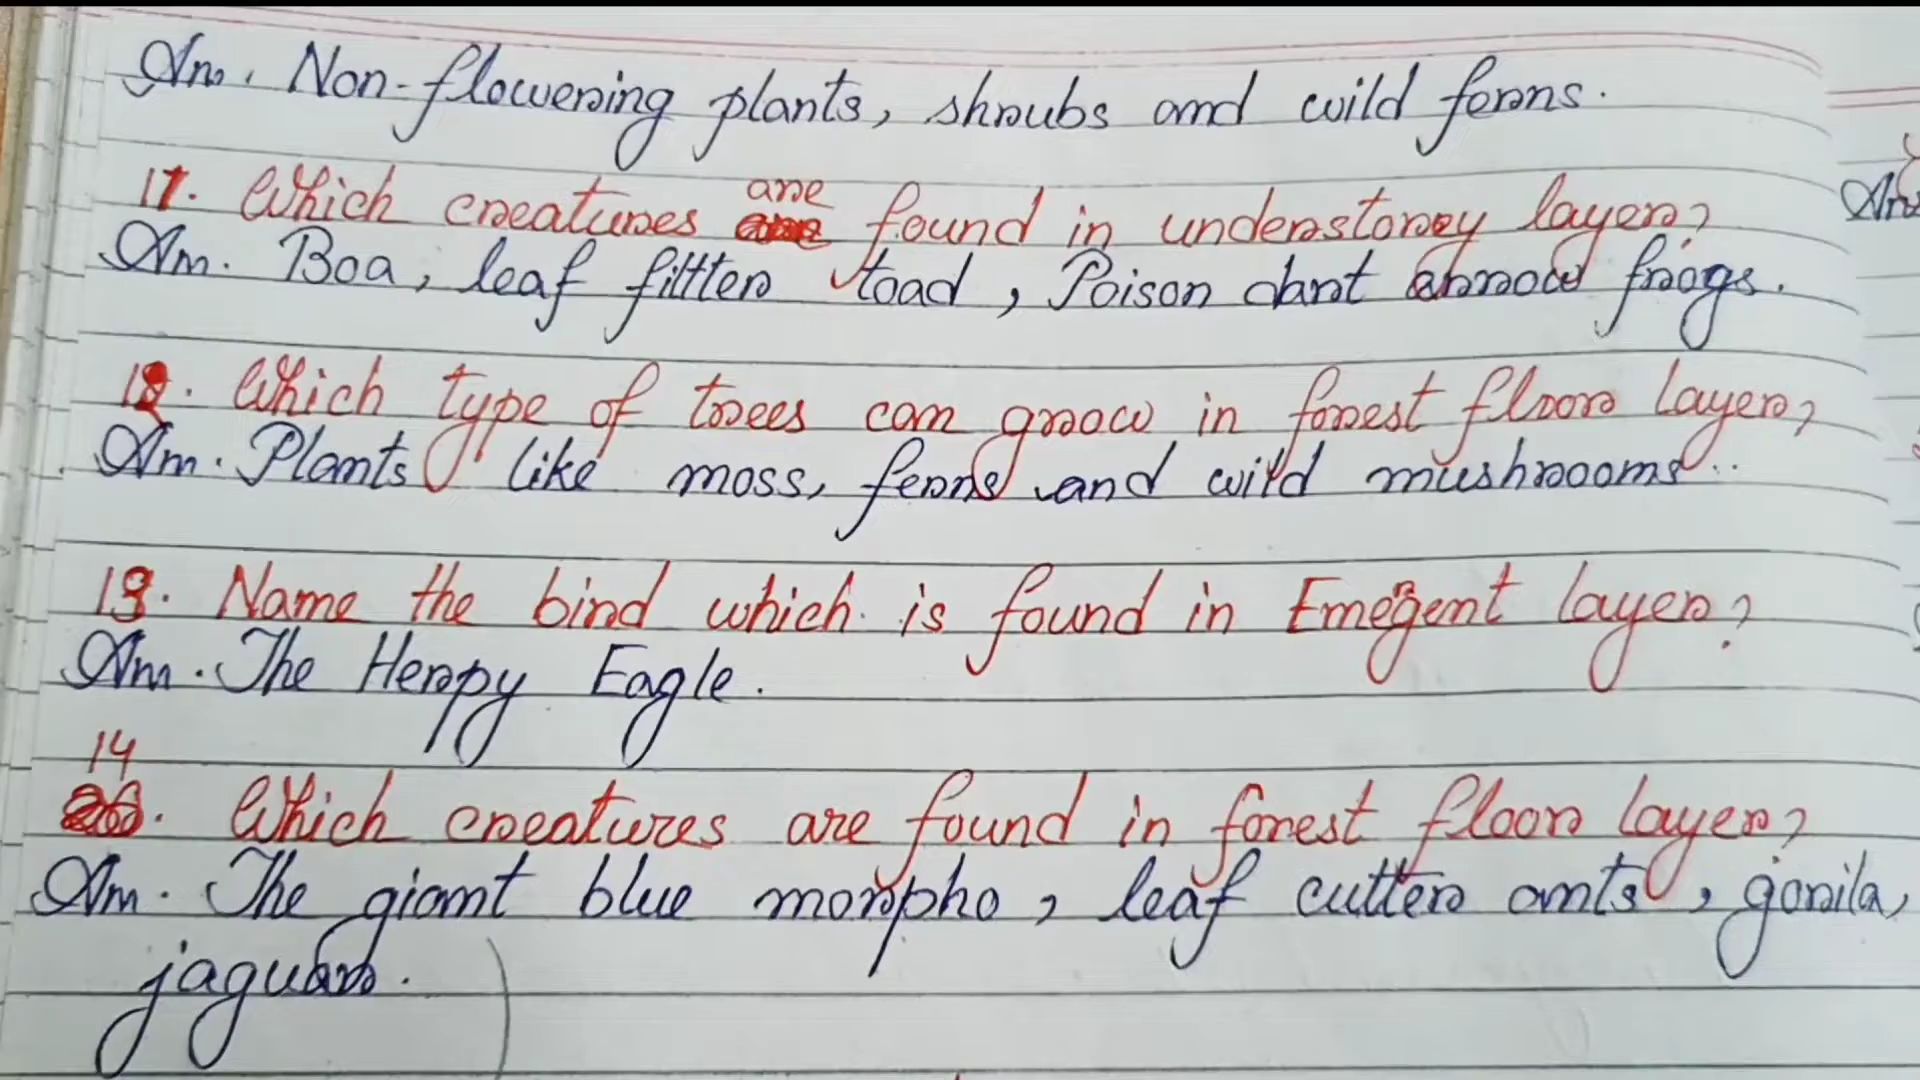 Ans. Non-flowering plants, shrubs and wild ferns.
11. Which creatures are found in understorey layer?
Ans. Boa, leaf fitter toad, Poison dart arrow frogs.
12. Which type of trees can grow in forest floor layer?
Ans. Plants like moss, ferns and wild mushrooms.
13. Name the bird which is found in Emergent layer?
Ans. The Herpy Eagle.
14. Which creatures are found in forest floor layer?
Ans. The giant blue morpho, leaf cutter ants, gorila,
jaguar.
Ans